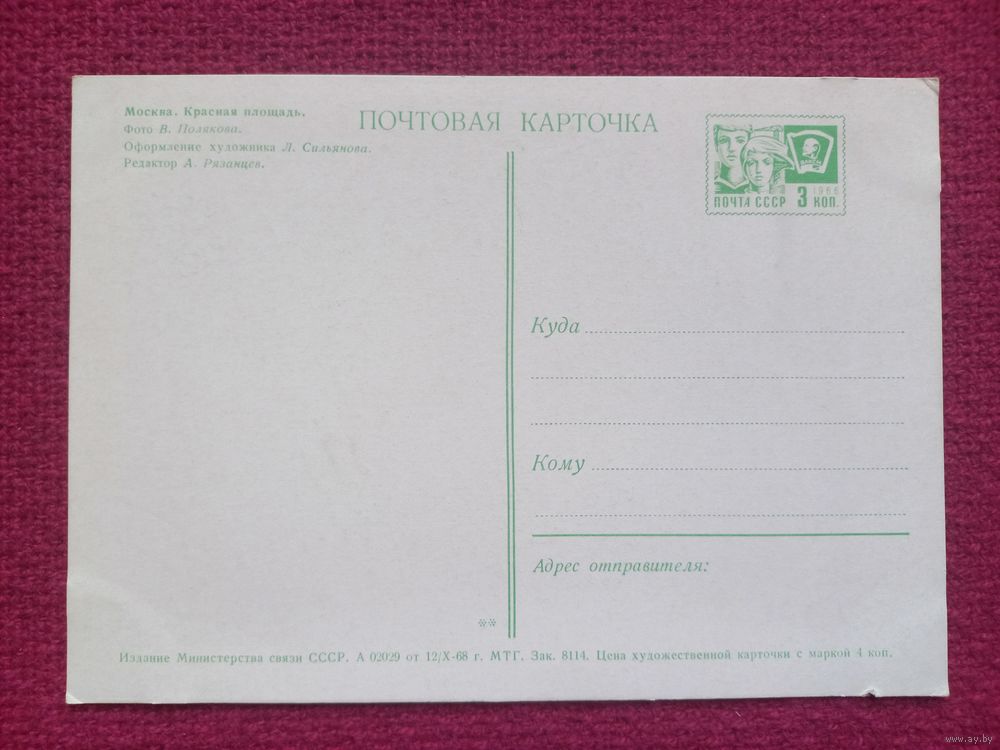 Москва. Красная площадь.
Фото В. Полякова.
Оформление художника Л. Сильянова.
Редактор А. Рязанцев.
ПОЧТОВАЯ КАРТОЧКА
1966
ПОЧТА СССР 3 КОП.
Куда
Кому
Адрес отправителя:
**
Издание Министерства связи СССР. А 02029 от 12/X-68 г. МТГ. Зак. 8114. Цена художественной карточки с маркой 4 коп.
www.ay.by